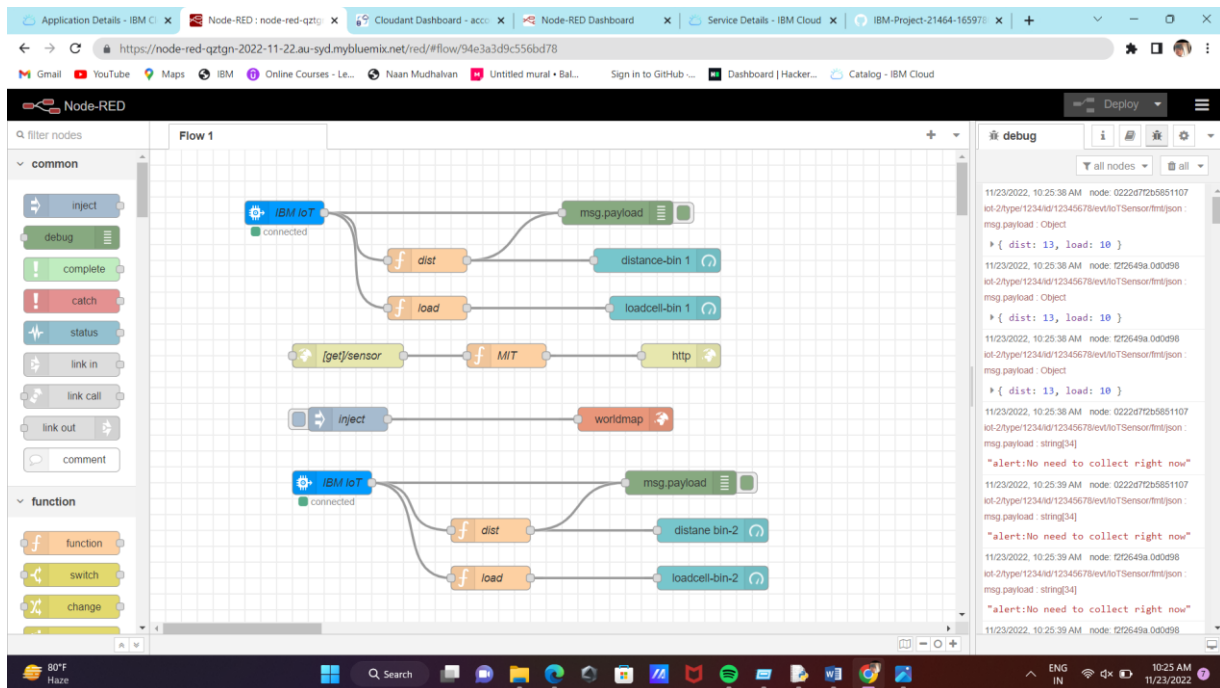 Application Details - IBM Cl
Node-RED : node-red-qztgn
Cloudant Dashboard - acco
Node-RED Dashboard
Service Details - IBM Cloud
IBM-Project-21464-165978
https://node-red-qztgn-2022-11-22.au-syd.mybluemix.net/red/#flow/94e3a3d9c556bd78
Gmail YouTube Maps IBM Online Courses - Le... Naan Mudhalvan Untitled mural • Bal... Sign in to GitHub ·... Dashboard | Hacker... Catalog - IBM Cloud
Node-RED
Deploy
filter nodes
common
inject
debug
complete
catch
status
link in
link call
link out
comment
function
function
switch
change
Flow 1
IBM IoT
connected
msg.payload
dist
distance-bin 1
load
loadcell-bin 1
[get]/sensor
MIT
http
inject
worldmap
IBM IoT
connected
msg.payload
dist
distane bin-2
load
loadcell-bin-2
debug
i
all nodes
all
11/23/2022, 10:25:38 AM node: 0222d7f2b5851107
iot-2/type/1234/id/12345678/evt/IoTSensor/fmt/json :
msg.payload : Object
{ dist: 13, load: 10 }
11/23/2022, 10:25:38 AM node: f2f2649a.0d0d98
iot-2/type/1234/id/12345678/evt/IoTSensor/fmt/json :
msg.payload : Object
{ dist: 13, load: 10 }
11/23/2022, 10:25:38 AM node: f2f2649a.0d0d98
iot-2/type/1234/id/12345678/evt/IoTSensor/fmt/json :
msg.payload : Object
{ dist: 13, load: 10 }
11/23/2022, 10:25:38 AM node: 0222d7f2b5851107
iot-2/type/1234/id/12345678/evt/IoTSensor/fmt/json :
msg.payload : string[34]
"alert:No need to collect right now"
11/23/2022, 10:25:39 AM node: 0222d7f2b5851107
iot-2/type/1234/id/12345678/evt/IoTSensor/fmt/json :
msg.payload : string[34]
"alert:No need to collect right now"
11/23/2022, 10:25:39 AM node: f2f2649a.0d0d98
iot-2/type/1234/id/12345678/evt/IoTSensor/fmt/json :
msg.payload : string[34]
"alert:No need to collect right now"
11/23/2022, 10:25:39 AM node: f2f2649a.0d0d98
80°F
Haze
Search
ENG
IN
10:25 AM
11/23/2022